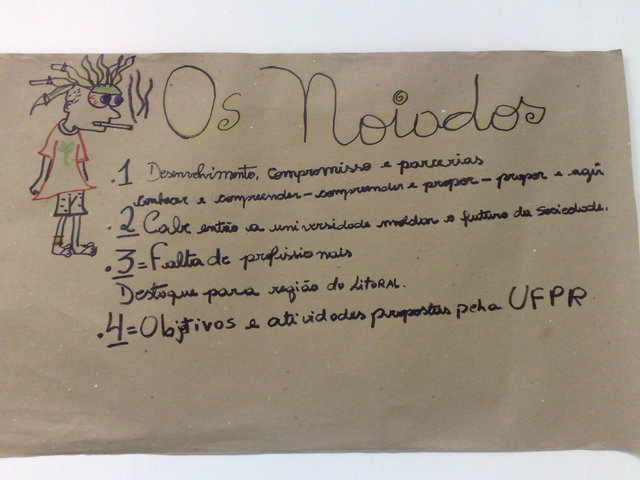 Os Noiados
.1 Desenvolvimento, compromisso e parcerias
conhecer e compreender - compreender e propor - propor e agir
.2 Cabe então a universidade moldar o futuro da sociedade.
.3 = Falta de profissionais
Destaque para região do LitoRAL.
.4 = Objetivos e atividades propostas pelha UFPR